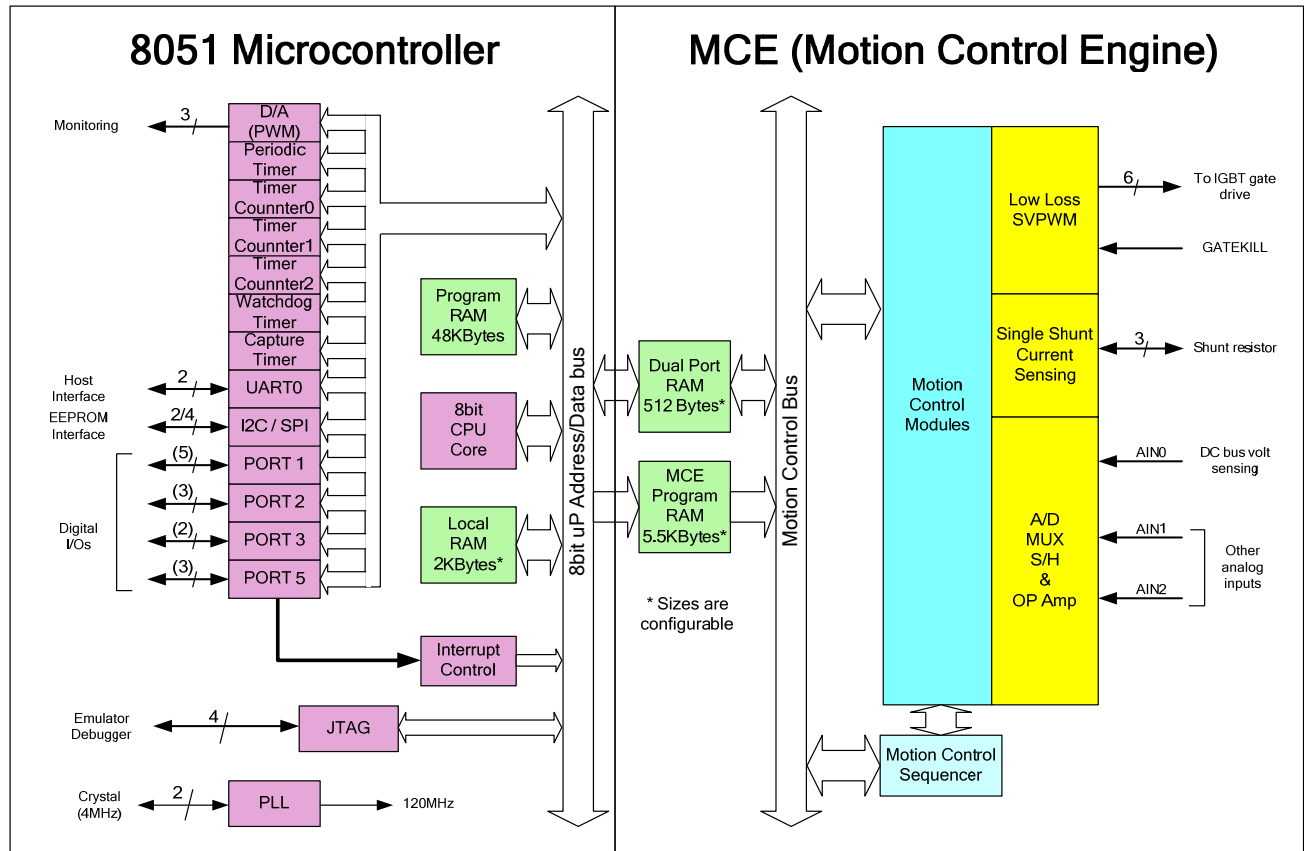 8051 Microcontroller
MCE (Motion Control Engine)
Monitoring
3
D/A
(PWM)
Periodic
Timer
Timer
Counnter0
Timer
Counnter1
Timer
Counnter2
Watchdog
Timer
Capture
Timer
Host
Interface
2
UART0
EEPROM
Interface
2/4
I2C / SPI
Digital
I/Os
(5)
PORT 1
(3)
PORT 2
(2)
PORT 3
(3)
PORT 5
Program
RAM
48KBytes
8bit
CPU
Core
Local
RAM
2KBytes*
Interrupt
Control
Emulator
Debugger
4
JTAG
Crystal
(4MHz)
2
PLL
120MHz
8bit uP Address/Data bus
Dual Port
RAM
512 Bytes*
MCE
Program
RAM
5.5KBytes*
* Sizes are
configurable
Motion Control Bus
Motion
Control
Modules
Low Loss
SVPWM
6
To IGBT gate
drive
GATEKILL
Single Shunt
Current
Sensing
3
Shunt resistor
A/D
MUX
S/H
&
OP Amp
AIN0
DC bus volt
sensing
AIN1
AIN2
Other
analog
inputs
Motion Control
Sequencer